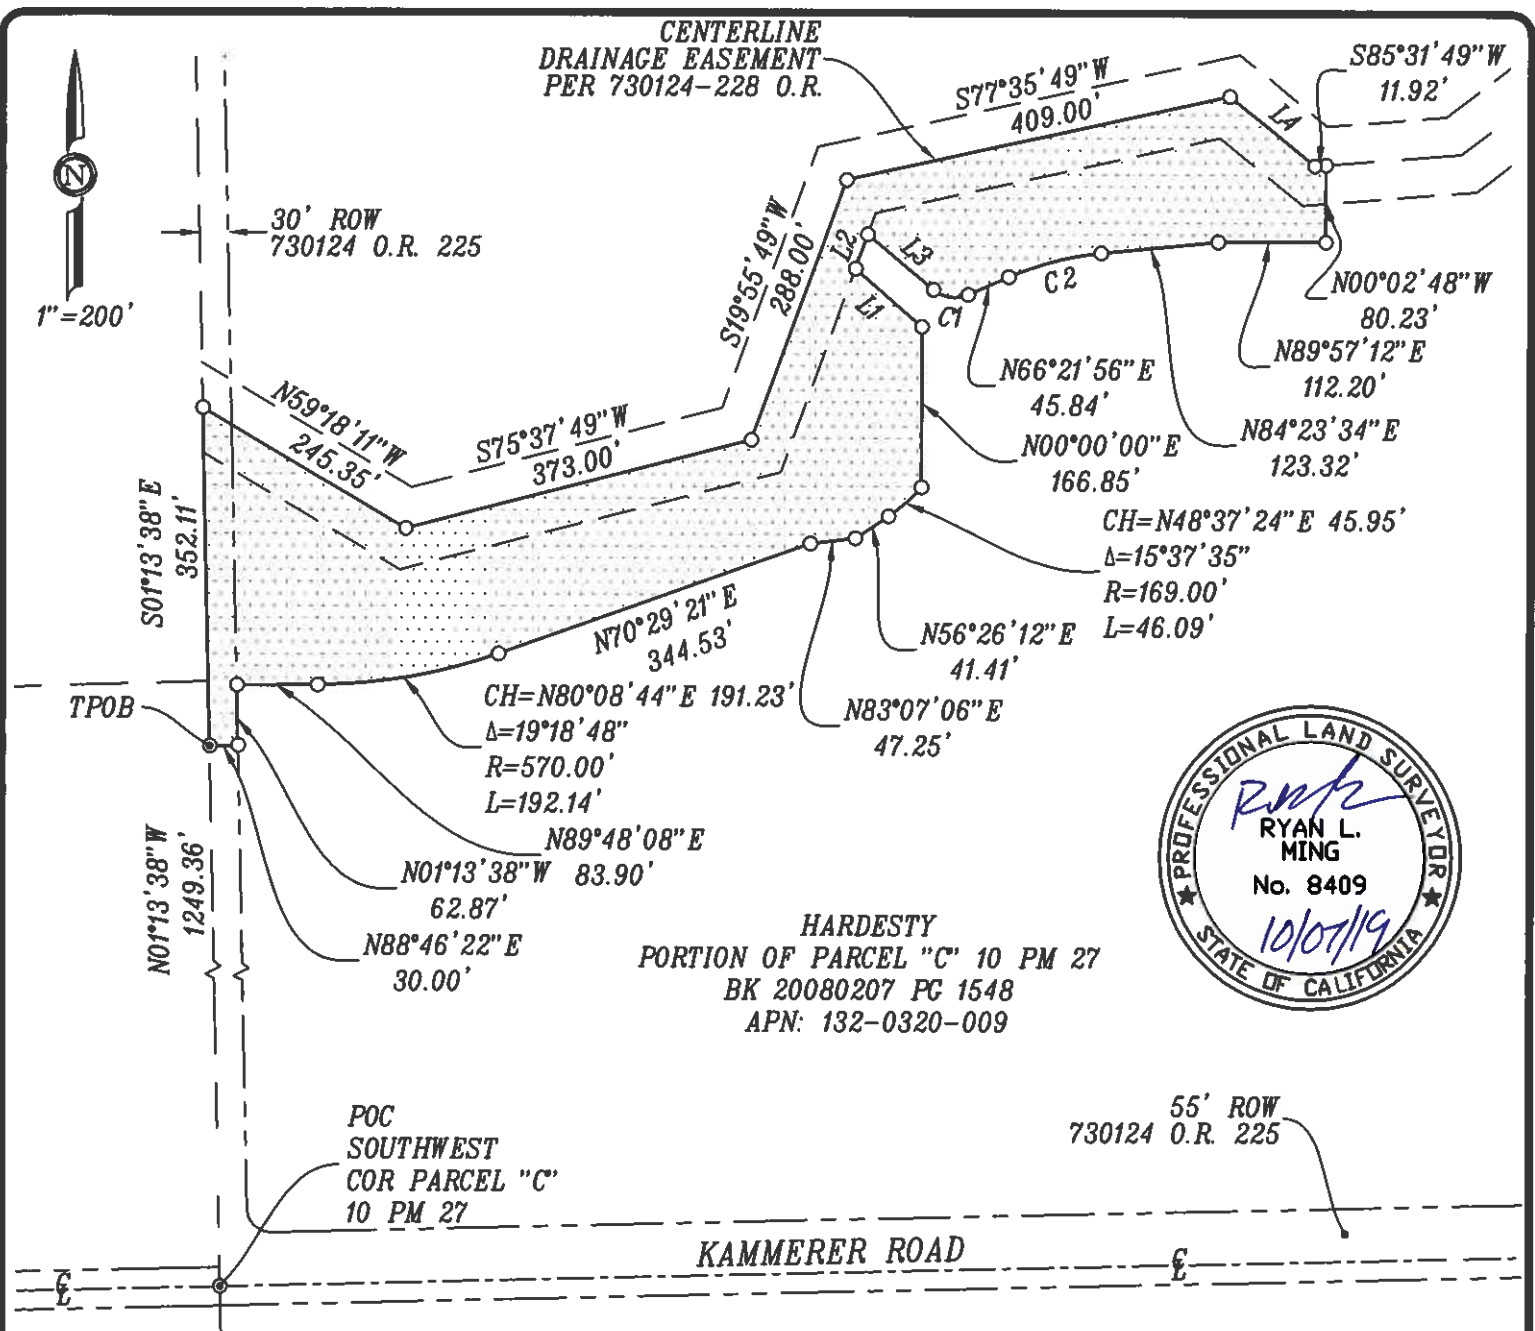 CENTERLINE
DRAINAGE EASEMENT
PER 730124-228 O.R.
S77°35'49"W
409.00'
S85°31'49"W
11.92'
L4
N
1"=200'
30' ROW
730124 O.R. 225
S19°55'49"W
288.00'
L2
L3
L1
C1
C2
N00°02'48"W
80.23'
N89°57'12"E
112.20'
N66°21'56"E
45.84'
N84°23'34"E
123.32'
N00°00'00"E
166.85'
N59°18'11"W
245.35'
S75°37'49"W
373.00'
S01°13'38"E
352.11'
CH=N48°37'24"E 45.95'
Δ=15°37'35"
R=169.00'
L=46.09'
N70°29'21"E
344.53'
N56°26'12"E
41.41'
N83°07'06"E
47.25'
TPOB
CH=N80°08'44"E 191.23'
Δ=19°18'48"
R=570.00'
L=192.14'
N89°48'08"E
83.90'
N01°13'38"W
62.87'
N88°46'22"E
30.00'
N01°13'38"W
1249.36'
PROFESSIONAL LAND SURVEYOR
RYAN L.
MING
No. 8409
10/07/19
STATE OF CALIFORNIA
HARDESTY
PORTION OF PARCEL "C" 10 PM 27
BK 20080207 PG 1548
APN: 132-0320-009
POC
SOUTHWEST
COR PARCEL "C"
10 PM 27
55' ROW
730124 O.R. 225
KAMMERER ROAD
℄
℄